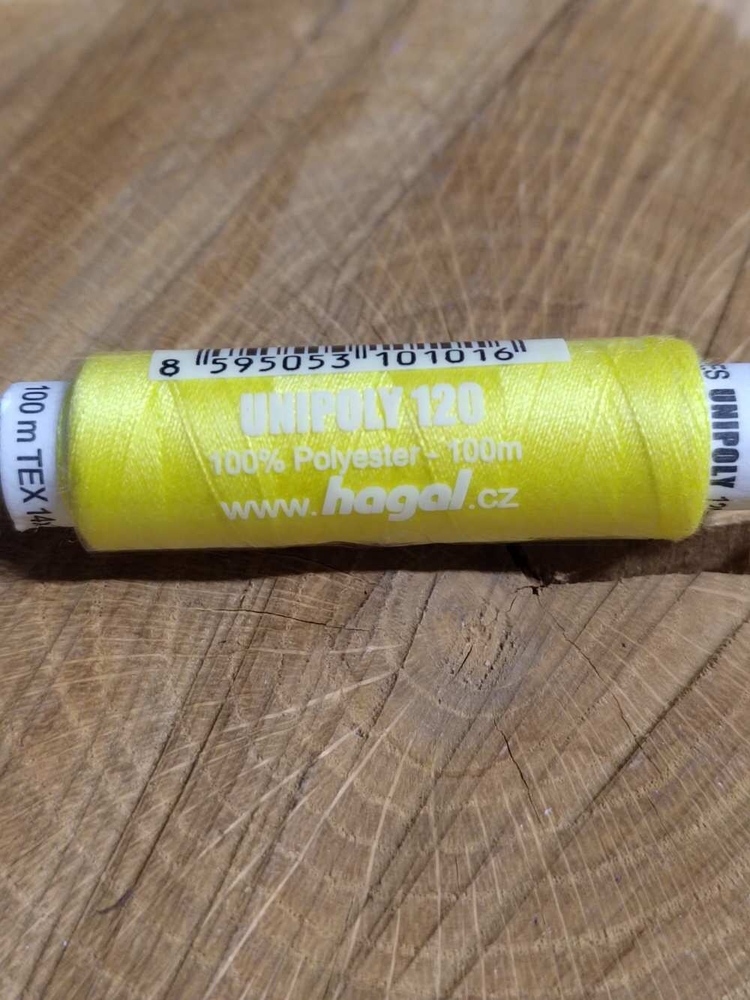 8 595053 101016
UNIPOLY 120
100% Polyester - 100m
www.hagal.cz
100 m TEX
UNIPOLY